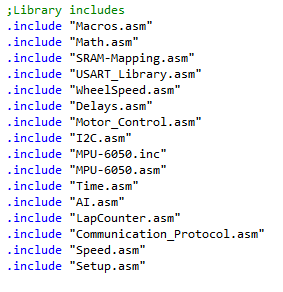 ;Library includes
.include "Macros.asm"
.include "Math.asm"
.include "SRAM-Mapping.asm"
.include "USART_Library.asm"
.include "WheelSpeed.asm"
.include "Delays.asm"
.include "Motor_Control.asm"
.include "I2C.asm"
.include "MPU-6050.inc"
.include "MPU-6050.asm"
.include "Time.asm"
.include "AI.asm"
.include "LapCounter.asm"
.include "Communication_Protocol.asm"
.include "Speed.asm"
.include "Setup.asm"